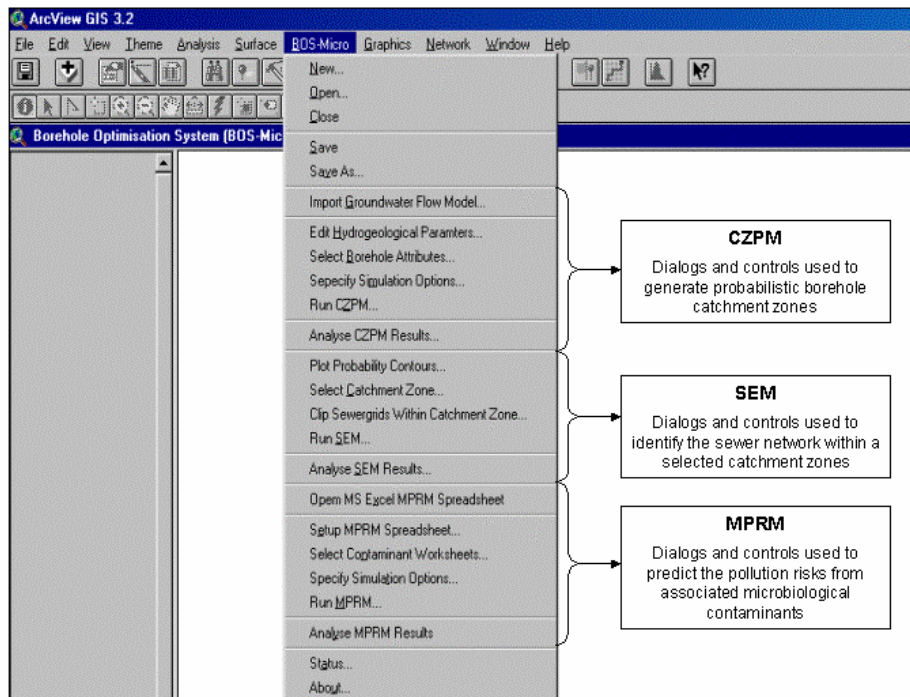 ArcView GIS 3.2
File Edit View Theme Analysis Surface BOS-Micro Graphics Network Window Help
Borehole Optimisation System (BOS-Mic
New...
Open...
Close
Save
Save As...
Import Groundwater Flow Model...
Edit Hydrogeological Paramters...
Select Borehole Attributes...
Sepecify Simulation Options...
Run CZPM...
Analyse CZPM Results...
Plot Probability Contours...
Select Catchment Zone...
Clip Sewergrids Within Catchment Zone...
Run SEM...
Analyse SEM Results...
Opem MS Excel MPRM Spreadsheet
Setup MPRM Spreadsheet...
Select Contaminant Worksheets...
Specify Simulation Options...
Run MPRM...
Analyse MPRM Results
Status...
About...
CZPM
Dialogs and controls used to
generate probabilistic borehole
catchment zones
SEM
Dialogs and controls used to
identify the sewer network within a
selected catchment zones
MPRM
Dialogs and controls used to
predict the pollution risks from
associated microbiological
contaminants